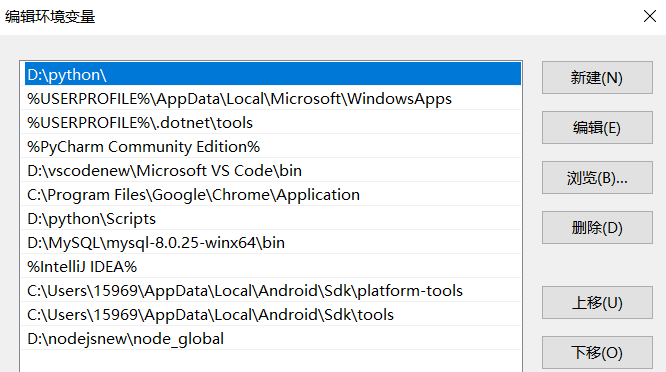 编辑环境变量
D:\python\
新建(N)
%USERPROFILE%\AppData\Local\Microsoft\WindowsApps
%USERPROFILE%\.dotnet\tools
编辑(E)
%PyCharm Community Edition%
D:\vscodenew\Microsoft VS Code\bin
浏览(B)...
C:\Program Files\Google\Chrome\Application
D:\python\Scripts
删除(D)
D:\MySQL\mysql-8.0.25-winx64\bin
%IntelliJ IDEA%
C:\Users\15969\AppData\Local\Android\Sdk\platform-tools
上移(U)
C:\Users\15969\AppData\Local\Android\Sdk\tools
D:\nodejsnew\node_global
下移(O)